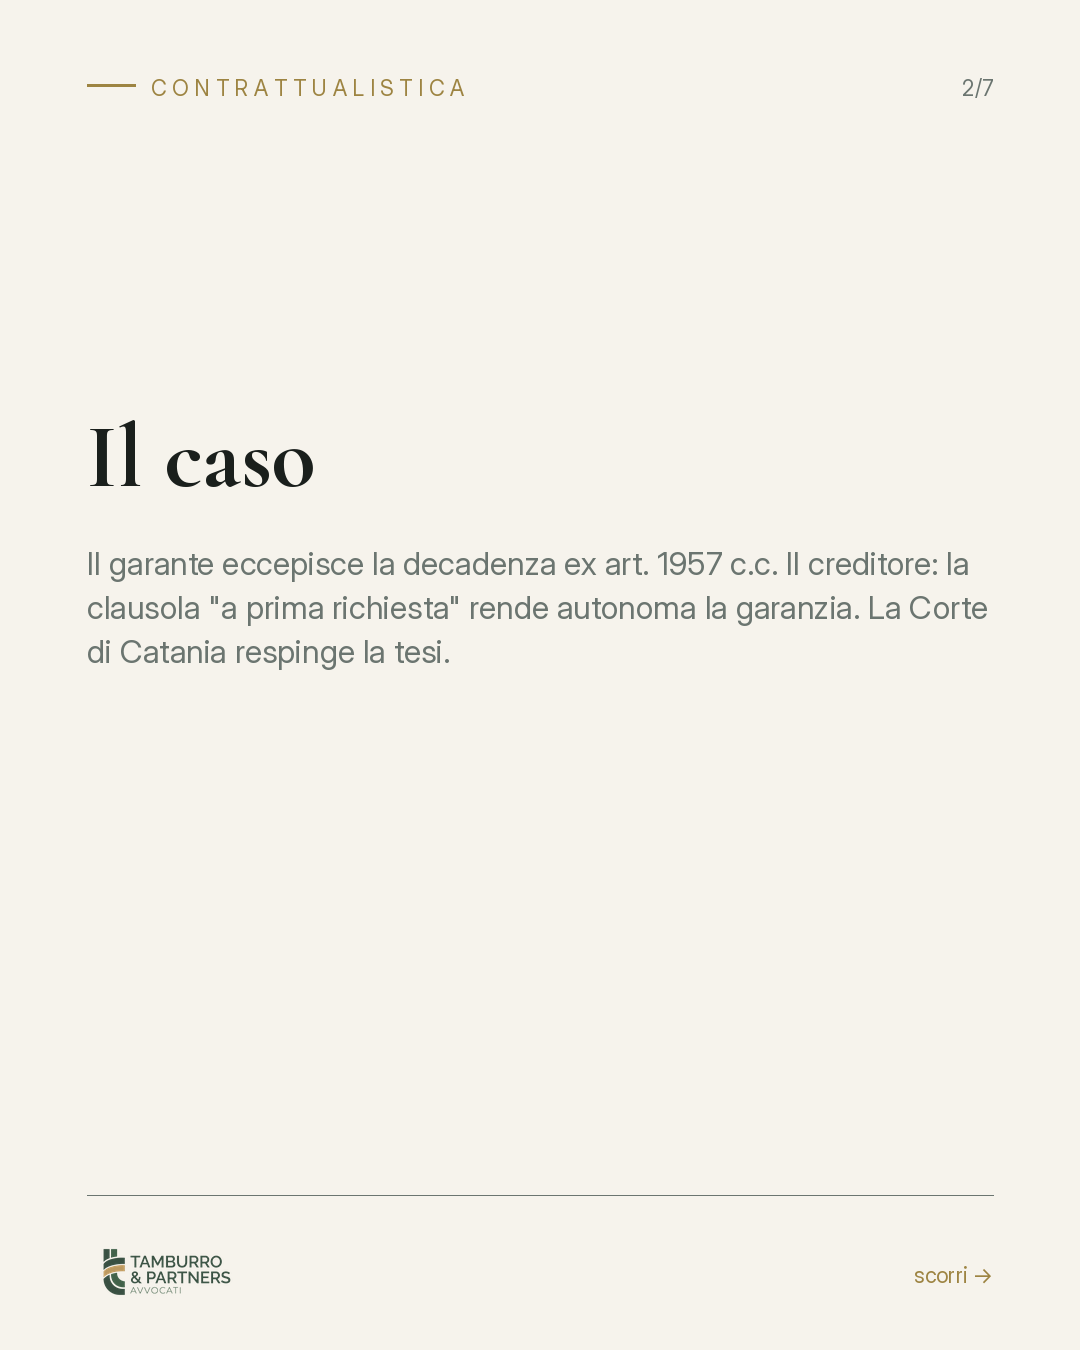 CONTRATTUALISTICA
2/7
Il caso
Il garante eccepisce la decadenza ex art. 1957 c.c. Il creditore: la
clausola "a prima richiesta" rende autonoma la garanzia. La Corte
di Catania respinge la tesi.
TAMBURRO
& PARTNERS
AVVOCATI
scorri →